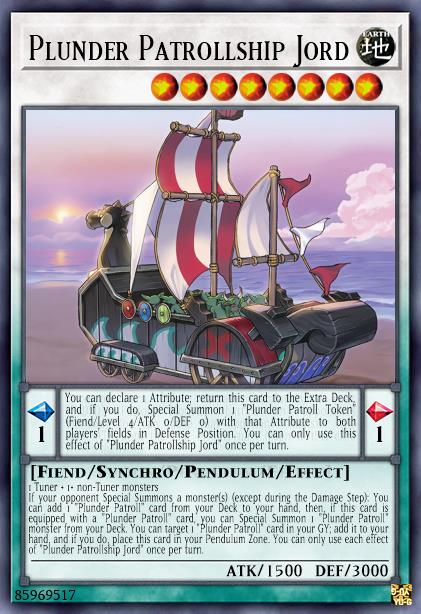 PLUNDER PATROLLSHIP JORD
EARTH
地
You can declare 1 Attribute; return this card to the Extra Deck,
and if you do, Special Summon 1 "Plunder Patroll Token"
(Fiend/Level 4/ATK 0/DEF 0) with that Attribute to both
players' fields in Defense Position. You can only use this
effect of "Plunder Patrollship Jord" once per turn.
1
1
[FIEND/SYNCHRO/PENDULUM/EFFECT]
1 Tuner + 1+ non-Tuner monsters
If your opponent Special Summons a monster(s) (except during the Damage Step): You
can add 1 "Plunder Patroll" card from your Deck to your hand, then, if this card is
equipped with a "Plunder Patroll" card, you can Special Summon 1 "Plunder Patroll"
monster from your Deck. You can target 1 "Plunder Patroll" card in your GY; add it to your
hand, and if you do, place this card in your Pendulum Zone. You can only use each effect
of "Plunder Patrollship Jord" once per turn.
ATK/1500 DEF/3000
85969517